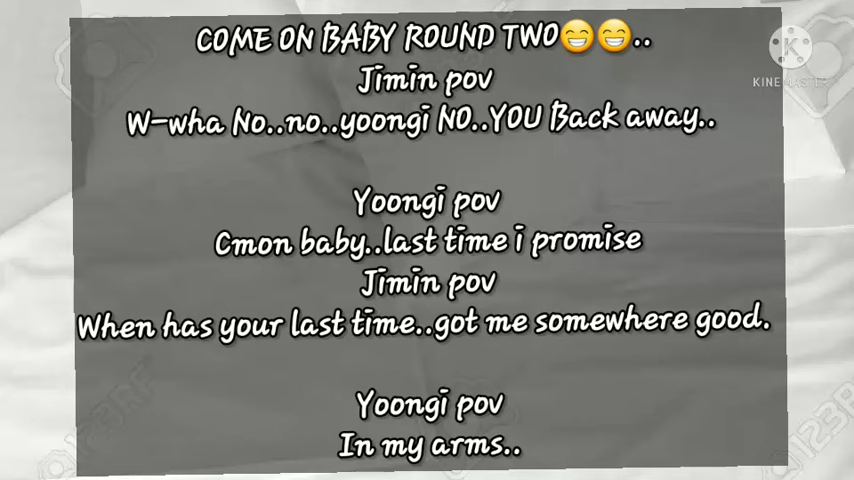 COME ON BABY ROUND TWO😁😁..
Jimin pov
W-wha No..no..yoongi NO..YOU Back away..
Yoongi pov
Cmon baby..last time i promise
Jimin pov
When has your last time..got me somewhere good.
Yoongi pov
In my arms..
KINEMASTER
123RF
123RF